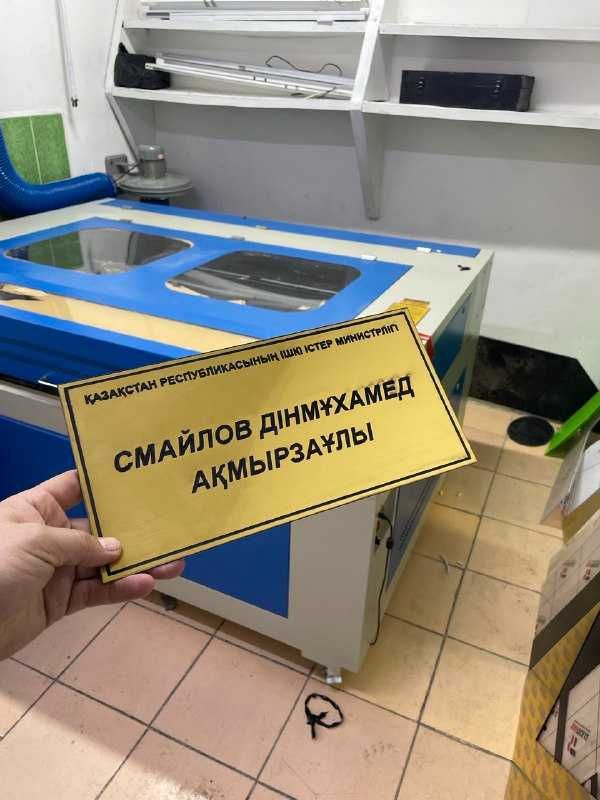 ҚАЗАҚСТАН РЕСПУБЛИКАСЫНЫҢ ІШКІ ІСТЕР МИНИСТРЛІГІ
СМАЙЛОВ ДІНМҰХАМЕД
АҚМЫРЗАҰЛЫ